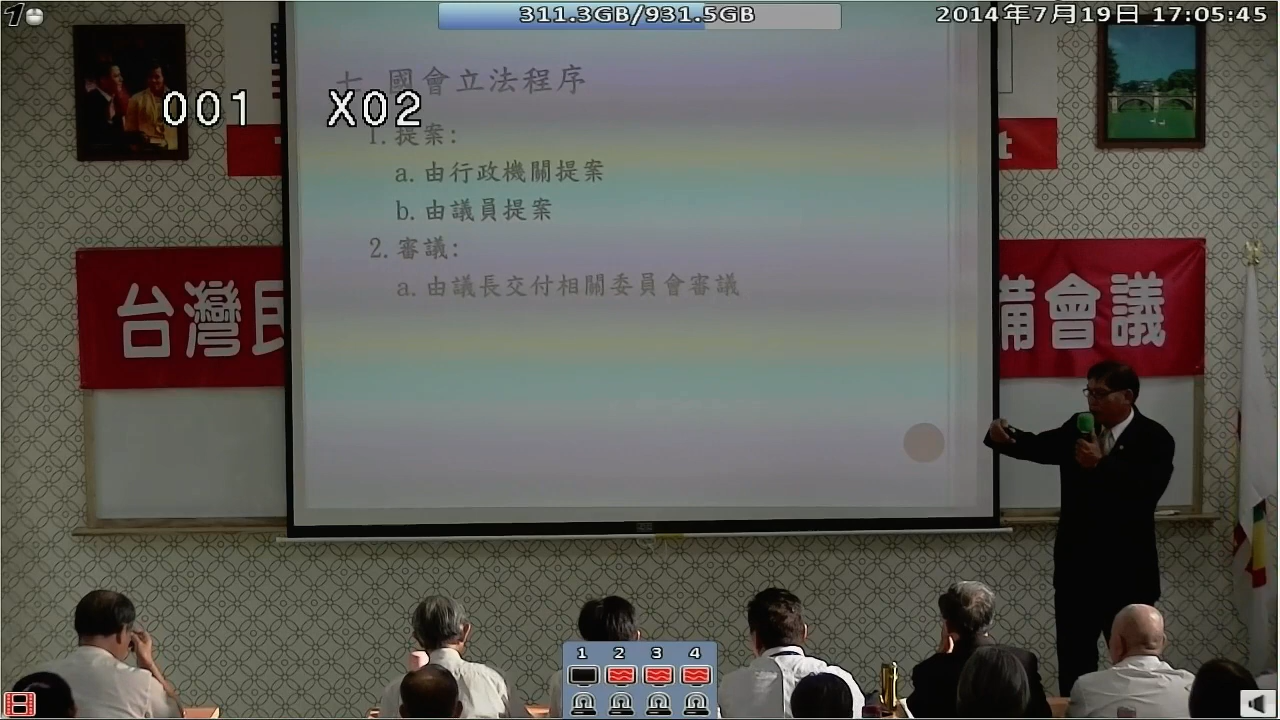 1
311.3GB/931.5GB
2014年7月19日 17:05:45
001
X02
七.國會立法程序
1.提案:
a.由行政機關提案
b.由議員提案
2.審議:
a.由議長交付相關委員會審議
t
台灣民
備會議
1 2 3 4